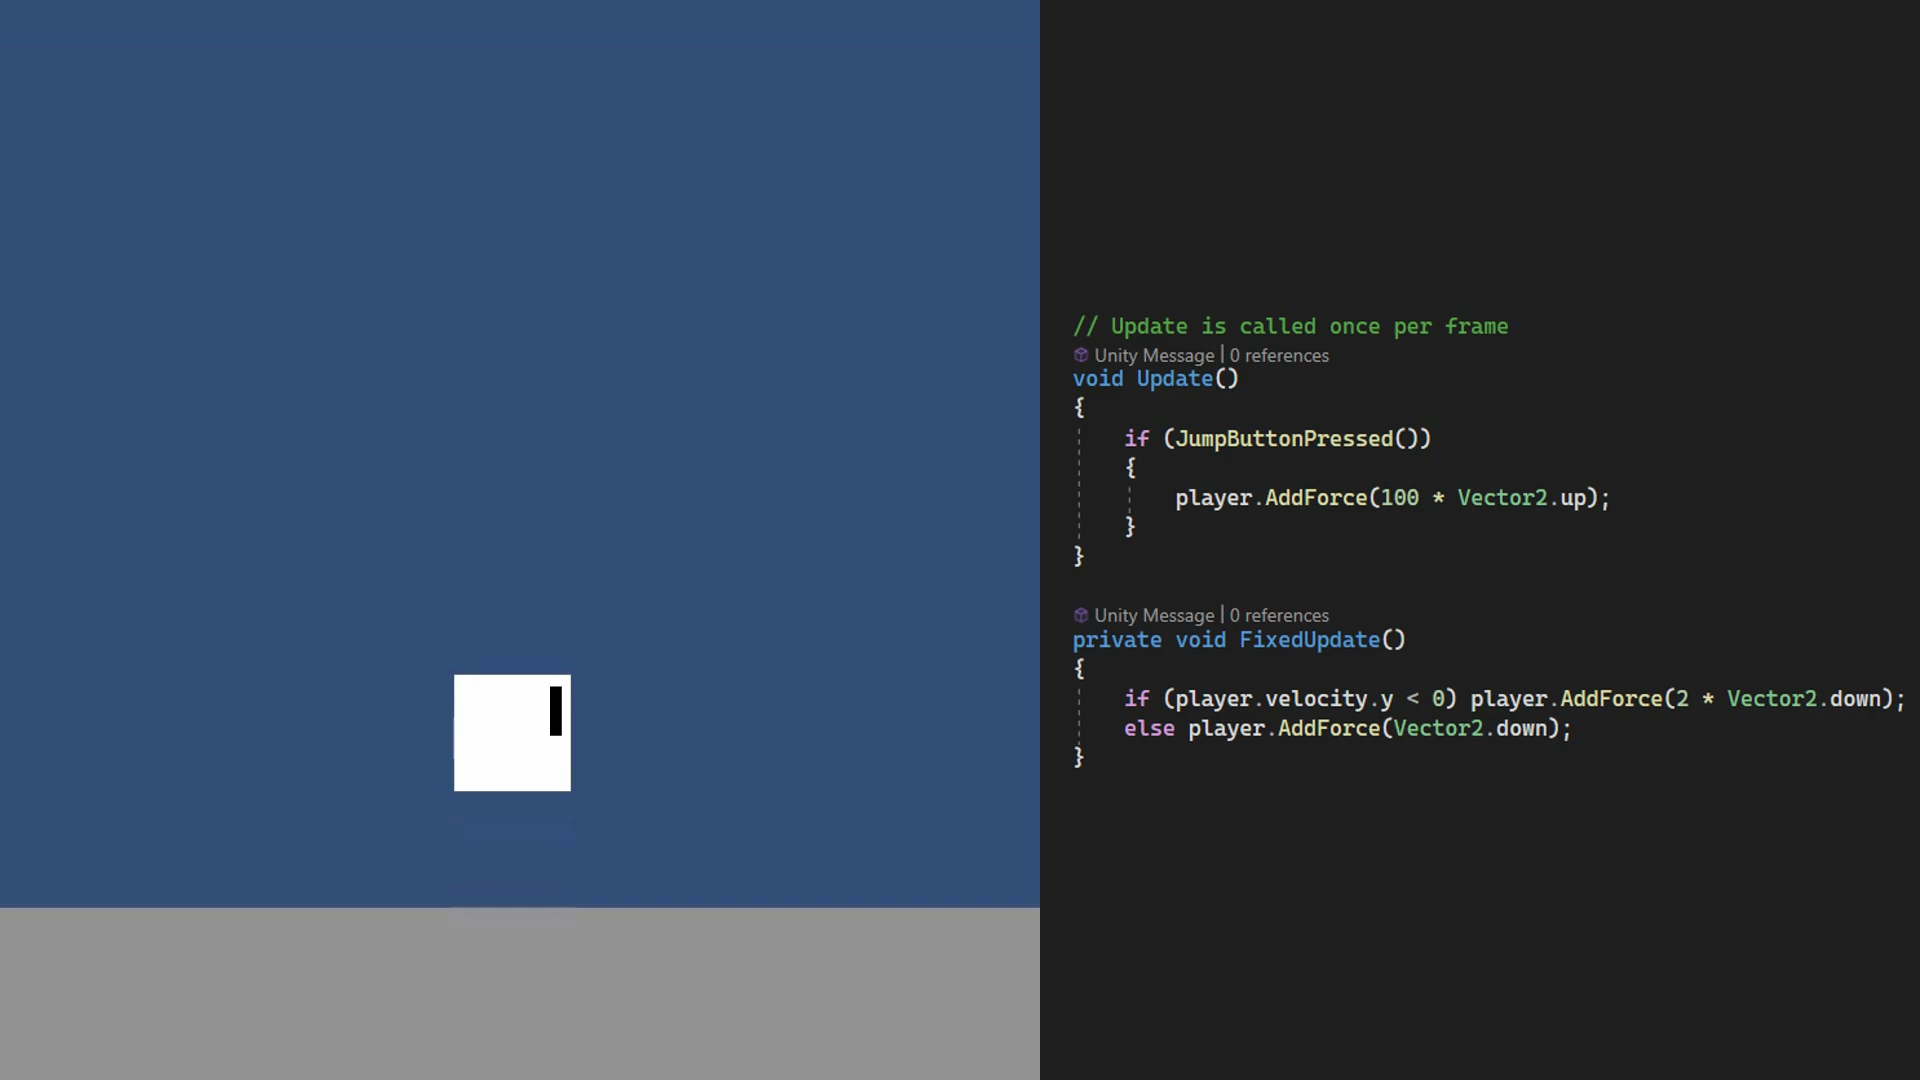 // Update is called once per frame
Unity Message | 0 references
void Update()
{
if (JumpButtonPressed())
{
player.AddForce(100 * Vector2.up);
}
}
Unity Message | 0 references
private void FixedUpdate()
{
if (player.velocity.y < 0) player.AddForce(2 * Vector2.down);
else player.AddForce(Vector2.down);
}